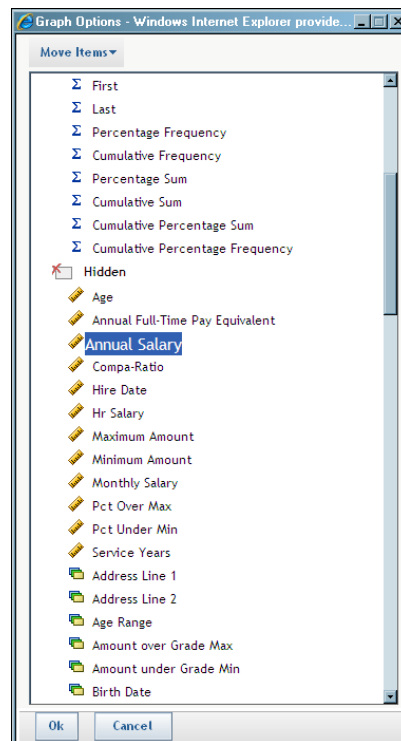 Graph Options - Windows Internet Explorer provide...
Move Items
Σ First
Σ Last
Σ Percentage Frequency
Σ Cumulative Frequency
Σ Percentage Sum
Σ Cumulative Sum
Σ Cumulative Percentage Sum
Σ Cumulative Percentage Frequency
Hidden
Age
Annual Full-Time Pay Equivalent
Annual Salary
Compa-Ratio
Hire Date
Hr Salary
Maximum Amount
Minimum Amount
Monthly Salary
Pct Over Max
Pct Under Min
Service Years
Address Line 1
Address Line 2
Age Range
Amount over Grade Max
Amount under Grade Min
Birth Date
Ok Cancel